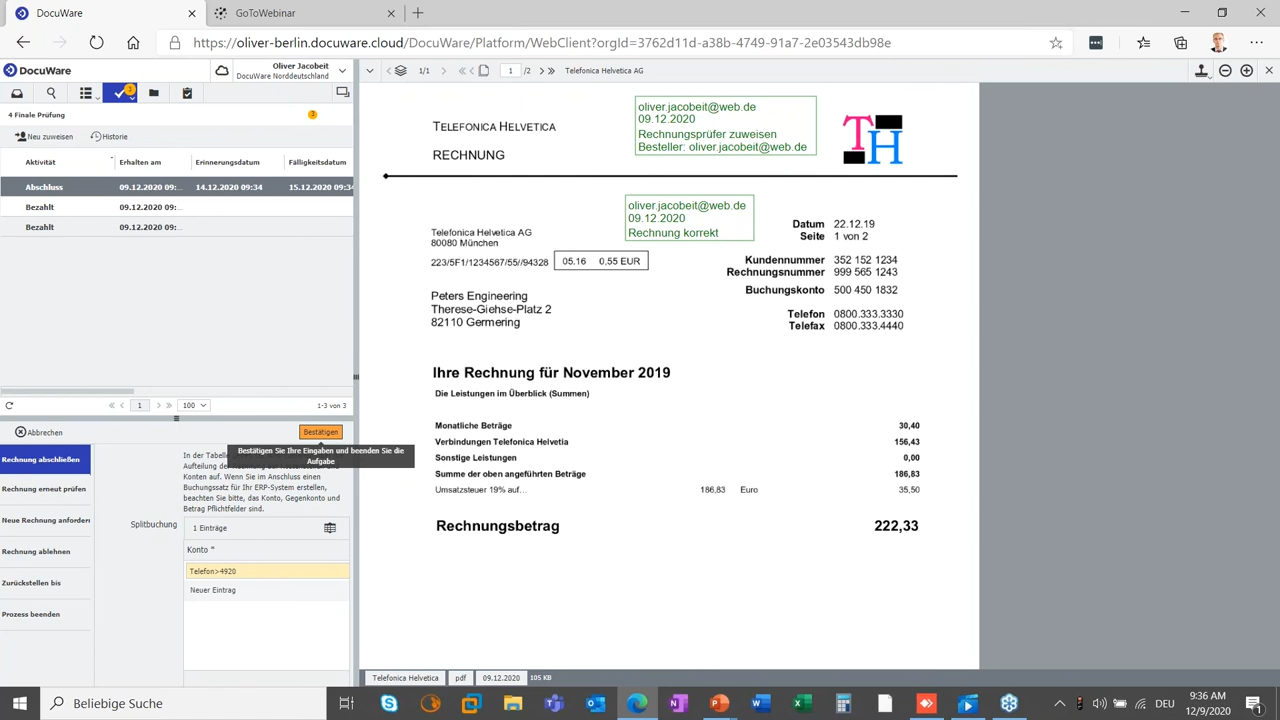 DocuWare
GoToWebinar
https://oliver-berlin.docuware.cloud/DocuWare/Platform/WebClient?orgId=3762d11d-a38b-4749-91a7-2e03543db98e
DocuWare
Oliver Jacobeit
DocuWare Norddeutschland
1/1
1 /2
Telefonica Helvetica AG
3
4 Finale Prüfung
3
Neu zuweisen
Historie
Aktivität Erhalten am Erinnerungsdatum Fälligkeitsdatum
Abschluss 09.12.2020 09:... 14.12.2020 09:34 15.12.2020 09:34
Bezahlt 09.12.2020 09:...
Bezahlt 09.12.2020 09:...
1
100
1-3 von 3
Abbrechen
Bestätigen
Bestätigen Sie Ihre Eingaben und beenden Sie die
Aufgabe
Rechnung abschließen
Rechnung erneut prüfen
Neue Rechnung anfordern
Rechnung ablehnen
Zurückstellen bis
Prozess beenden
In der Tabelle
Aufteilung der Rechnung auf Kostenstellen
Konten auf. Wenn Sie im Anschluss einen
Buchungssatz für Ihr ERP-System erstellen,
beachten Sie bitte, das Konto, Gegenkonto und
Betrag Pflichtfelder sind.
Splitbuchung
1 Einträge
Konto *
Telefon>4920
Neuer Eintrag
TELEFONICA HELVETICA
RECHNUNG
oliver.jacobeit@web.de
09.12.2020
Rechnungsprüfer zuweisen
Besteller: oliver.jacobeit@web.de
TH
oliver.jacobeit@web.de
09.12.2020
Rechnung korrekt
Telefonica Helvetica AG
80080 München
223/5F1/1234567/55//94328
05.16 0,55 EUR
Peters Engineering
Therese-Giehse-Platz 2
82110 Germering
Datum 22.12.19
Seite 1 von 2
Kundennummer 352 152 1234
Rechnungsnummer 999 565 1243
Buchungskonto 500 450 1832
Telefon 0800.333.3330
Telefax 0800.333.4440
Ihre Rechnung für November 2019
Die Leistungen im Überblick (Summen)
Monatliche Beträge 30,40
Verbindungen Telefonica Helvetia 156,43
Sonstige Leistungen 0,00
Summe der oben angeführten Beträge 186,83
Umsatzsteuer 19% auf... 186,83 Euro 35,50
Rechnungsbetrag 222,33
Telefonica Helvetica
pdf
09.12.2020
105 KB
Beliebige Suche
DEU
9:36 AM
12/9/2020